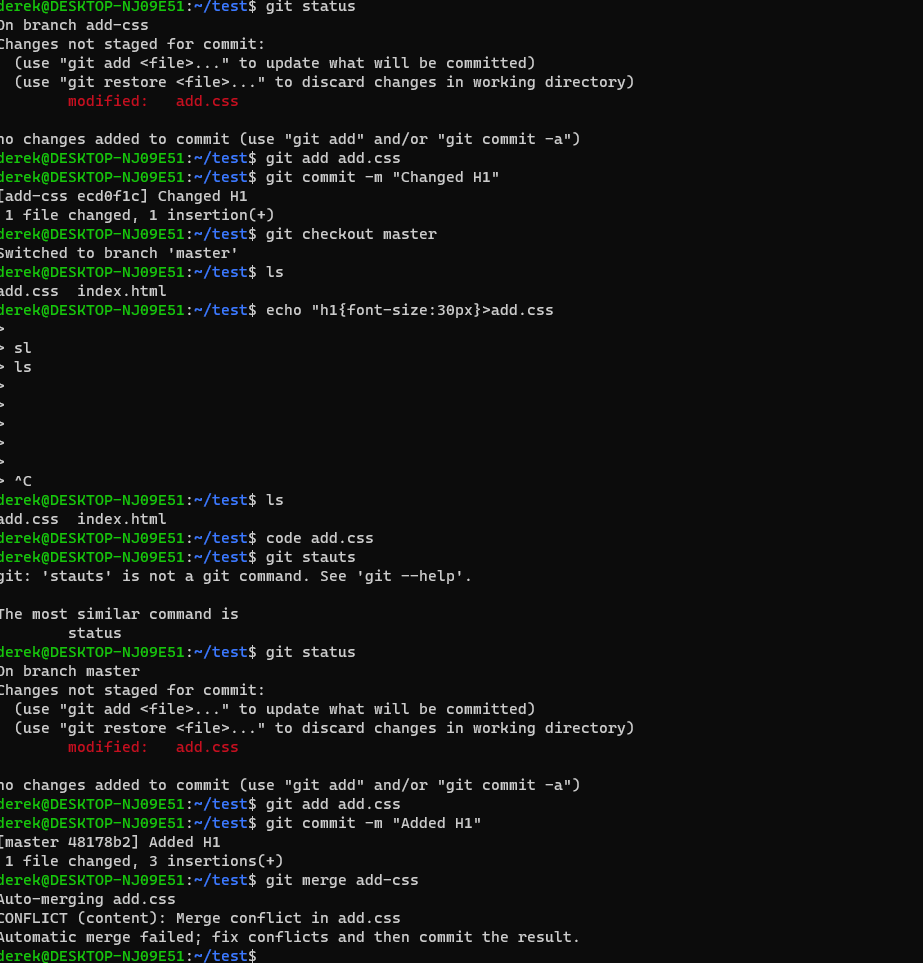 derek@DESKTOP-NJ09E51:~/test$ git status
On branch add-css
Changes not staged for commit:
  (use "git add <file>..." to update what will be committed)
  (use "git restore <file>..." to discard changes in working directory)
        modified:   add.css

no changes added to commit (use "git add" and/or "git commit -a")
derek@DESKTOP-NJ09E51:~/test$ git add add.css
derek@DESKTOP-NJ09E51:~/test$ git commit -m "Changed H1"
[add-css ecd0f1c] Changed H1
 1 file changed, 1 insertion(+)
derek@DESKTOP-NJ09E51:~/test$ git checkout master
Switched to branch 'master'
derek@DESKTOP-NJ09E51:~/test$ ls
add.css  index.html
derek@DESKTOP-NJ09E51:~/test$ echo "h1{font-size:30px}>add.css
>
> sl
> ls
>
>
>
>
>
> ^C
derek@DESKTOP-NJ09E51:~/test$ ls
add.css  index.html
derek@DESKTOP-NJ09E51:~/test$ code add.css
derek@DESKTOP-NJ09E51:~/test$ git stauts
git: 'stauts' is not a git command. See 'git --help'.

The most similar command is
        status
derek@DESKTOP-NJ09E51:~/test$ git status
On branch master
Changes not staged for commit:
  (use "git add <file>..." to update what will be committed)
  (use "git restore <file>..." to discard changes in working directory)
        modified:   add.css

no changes added to commit (use "git add" and/or "git commit -a")
derek@DESKTOP-NJ09E51:~/test$ git add add.css
derek@DESKTOP-NJ09E51:~/test$ git commit -m "Added H1"
[master 48178b2] Added H1
 1 file changed, 3 insertions(+)
derek@DESKTOP-NJ09E51:~/test$ git merge add-css
Auto-merging add.css
CONFLICT (content): Merge conflict in add.css
Automatic merge failed; fix conflicts and then commit the result.
derek@DESKTOP-NJ09E51:~/test$